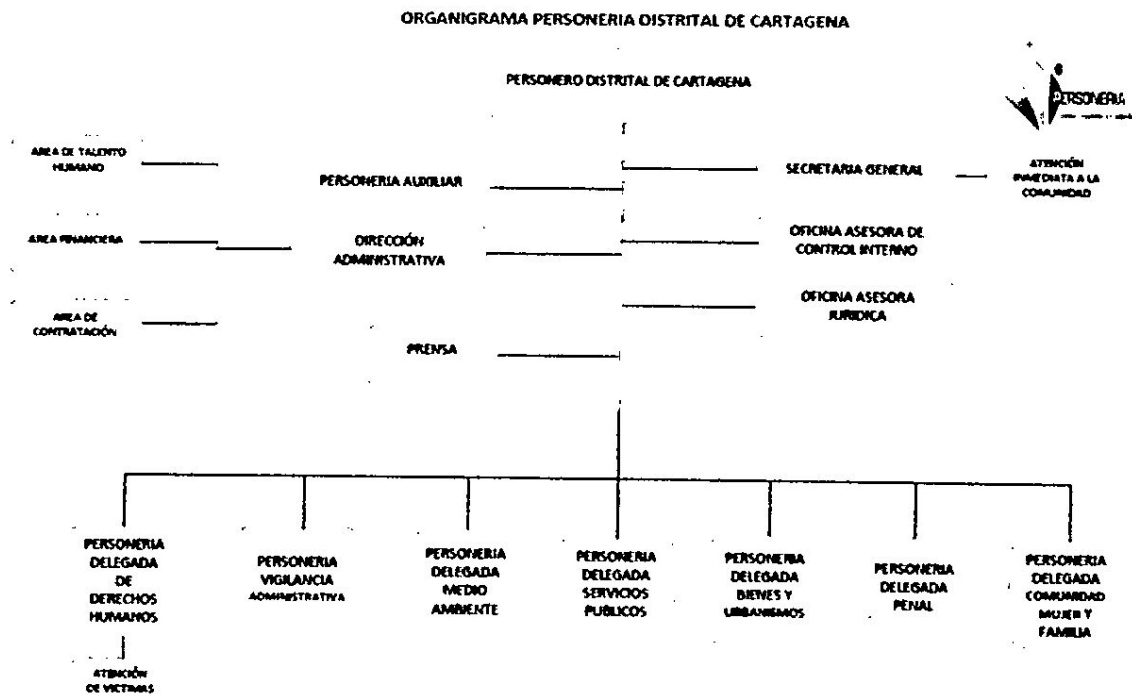 ORGANIGRAMA PERSONERIA DISTRITAL DE CARTAGENA
PERSONERO DISTRITAL DE CARTAGENA
PERSONERIA
AREA DE TALENTO
HUMANO
PERSONERIA AUXILIAR
SECRETARIA GENERAL
ATENCIÓN
INMEDIATA A LA
COMUNIDAD
AREA FINANCIERA
DIRECCIÓN
ADMINISTRATIVA
OFICINA ASESORA DE
CONTROL INTERNO
AREA DE
CONTRATACIÓN
OFICINA ASESORA
JURIDICA
PRENSA
PERSONERIA
DELEGADA
DE
DERECHOS
HUMANOS
PERSONERIA
VIGILANCIA
ADMINISTRATIVA
PERSONERIA
DELEGADA
MEDIO
AMBIENTE
PERSONERIA
DELEGADA
SERVICIOS
PUBLICOS
PERSONERIA
DELEGADA
BIENES Y
URBANISMOS
PERSONERIA
DELEGADA
PENAL
PERSONERIA
DELEGADA
COMUNIDAD
MUJER Y
FAMILIA
ATENCIÓN
DE VICTIMAS